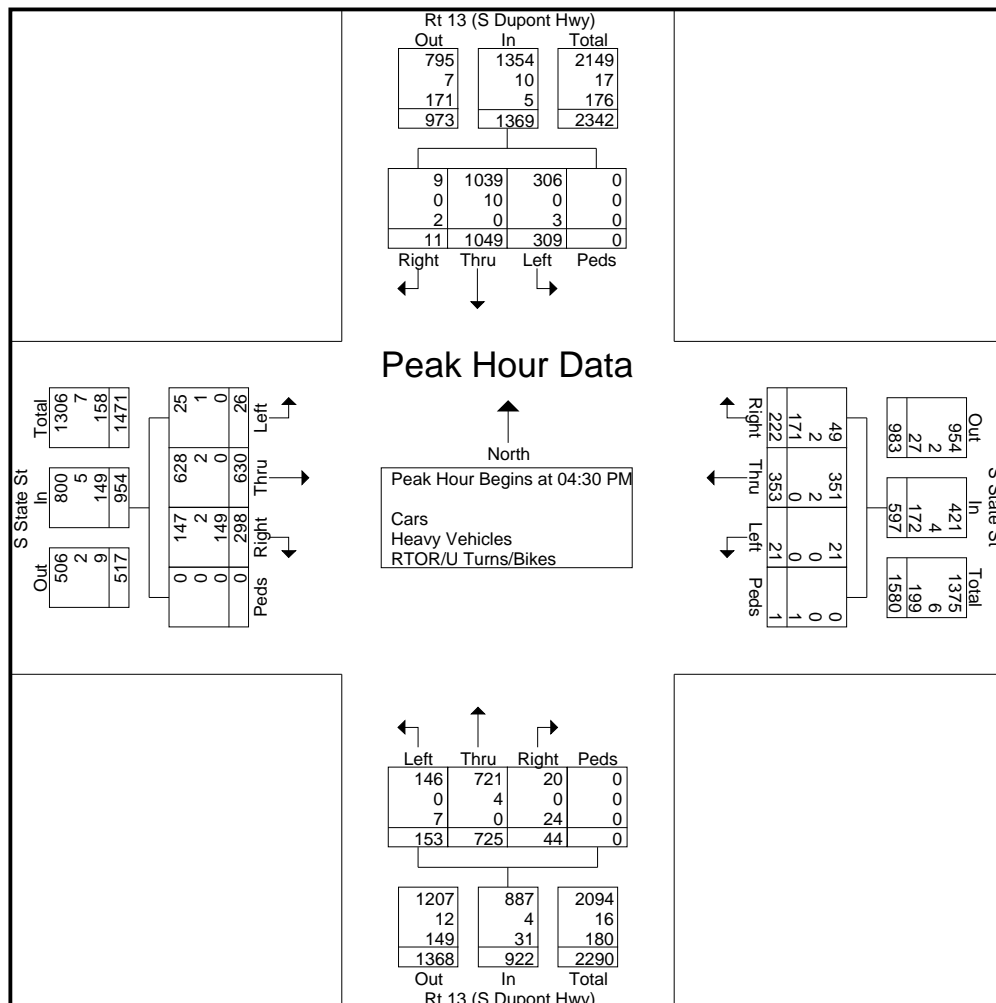 Rt 13 (S Dupont Hwy)
Out In Total
795 1354 2149
7 10 17
171 5 176
973 1369 2342
9 1039 306 0
0 10 0 0
2 0 3 0
11 1049 309 0
Right Thru Left Peds
Peak Hour Data
North
Peak Hour Begins at 04:30 PM
Cars
Heavy Vehicles
RTOR/U Turns/Bikes
S State St
Total
1306
7
158
1471
In
800
5
149
954
Out
506
2
9
517
Left
25
1
0
26
Thru
628
2
0
630
Right
147
2
149
298
Peds
0
0
0
0
Right
49
2
171
222
Thru
351
2
0
353
Left
21
0
0
21
Peds
0
0
1
1
S State St
Out
954
2
27
983
In
421
4
172
597
Total
1375
6
199
1580
Left Thru Right Peds
146 721 20 0
0 4 0 0
7 0 24 0
153 725 44 0
1207 887 2094
12 4 16
149 31 180
1368 922 2290
Out In Total
Rt 13 (S Dupont Hwy)